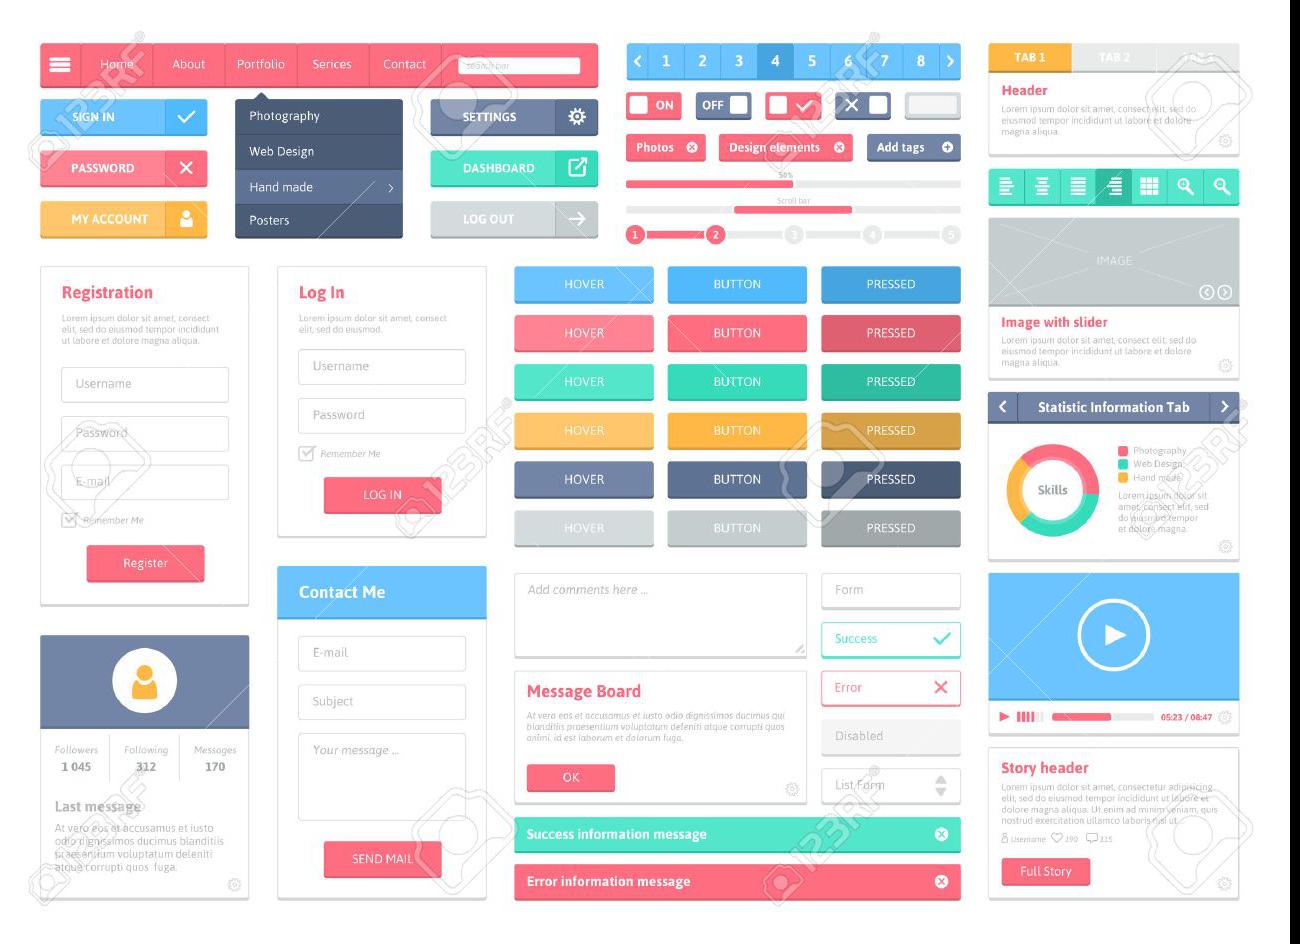 Home About Portfolio Serices Contact search bar
SIGN IN
PASSWORD
MY ACCOUNT
Photography
Web Design
Hand made
Posters
SETTINGS
DASHBOARD
LOG OUT
1 2 3 4 5 6 7 8
ON OFF
Photos Design elements Add tags
50%
Scroll bar
1 2 3 4 5
TAB 1 TAB 2 TAB 3
Header
Lorem ipsum dolor sit amet, consectetur
adipisicing elit, sed do eiusmod
tempor incididunt ut labore et dolore
magna aliqua.
IMAGE
Image with slider
Lorem ipsum dolor sit amet, consectetur do
eiusmod tempor incididunt ut labore et dolore
magna aliqua.
Statistic Information Tab
Skills
Photography
Web Design
Hand made
Lorem ipsum dolor sit
amet, consectet elit, sed
do eiusmod tempor
et dolore magna.
05:23 / 08:47
Story header
Lorem ipsum dolor sit amet, consectetur adipisicing
elit, sed do eiusmod tempor incididunt ut labore et
dolore magna aliqua. Ut enim ad minim veniam, quis
nostrud exercitation ullamco laboris nisi ut...
Username 290 315
Full Story
Registration
Lorem ipsum dolor sit amet, consect
elit, sed do eiusmod tempor incididunt
ut labore et dolore magna aliqua.
Username
Password
E-mail
Remember Me
Register
Log In
Lorem ipsum dolor sit amet, consect
elit, sed do eiusmod.
Username
Password
Remember Me
LOG IN
HOVER BUTTON PRESSED
HOVER BUTTON PRESSED
HOVER BUTTON PRESSED
HOVER BUTTON PRESSED
HOVER BUTTON PRESSED
HOVER BUTTON PRESSED
Followers Following Messages
1 045 312 170
Last message
At vero eos et accusamus et iusto
odio dignissimos ducimus blanditiis
praesentium voluptatum deleniti
atque corrupti quos fuga.
Contact Me
E-mail
Subject
Your message ...
SEND MAIL
Add comments here ...
Message Board
At vero eos et accusamus et iusto odio dignissimos ducimus qui
blanditiis praesentium voluptatum deleniti atque corrupti quos
animi, id est laborum et dolorum fuga.
OK
Form
Success
Error
Disabled
List Form
Success information message
Error information message
123RF